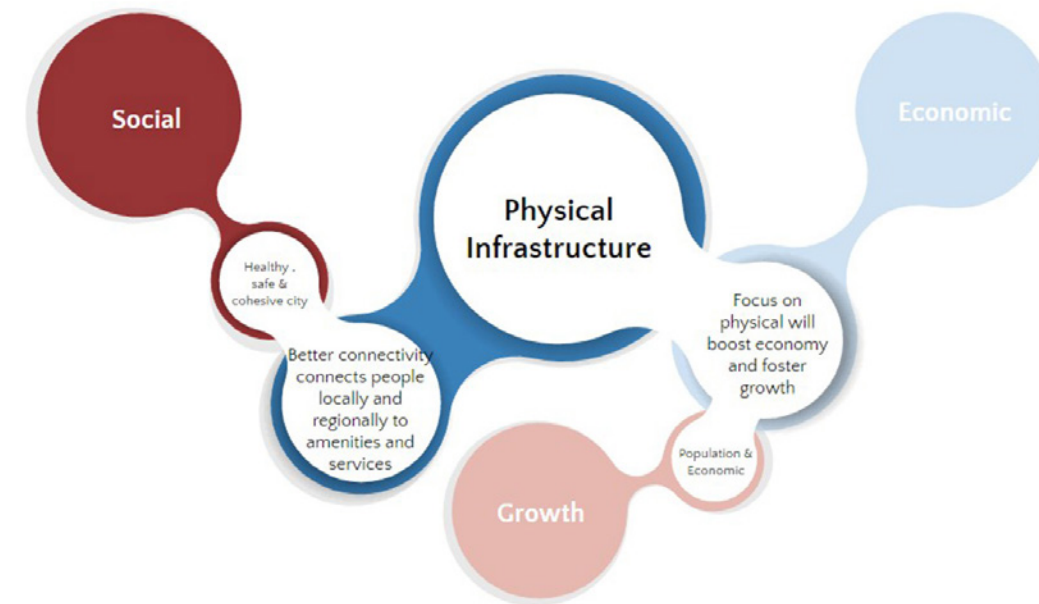 Social
Economic
Physical
Infrastructure
Healthy ,
safe &
cohesive city
Better connectivity
connects people
locally and
regionally to
amenities and
services
Focus on
physical will
boost economy
and foster
growth
Population &
Economic
Growth